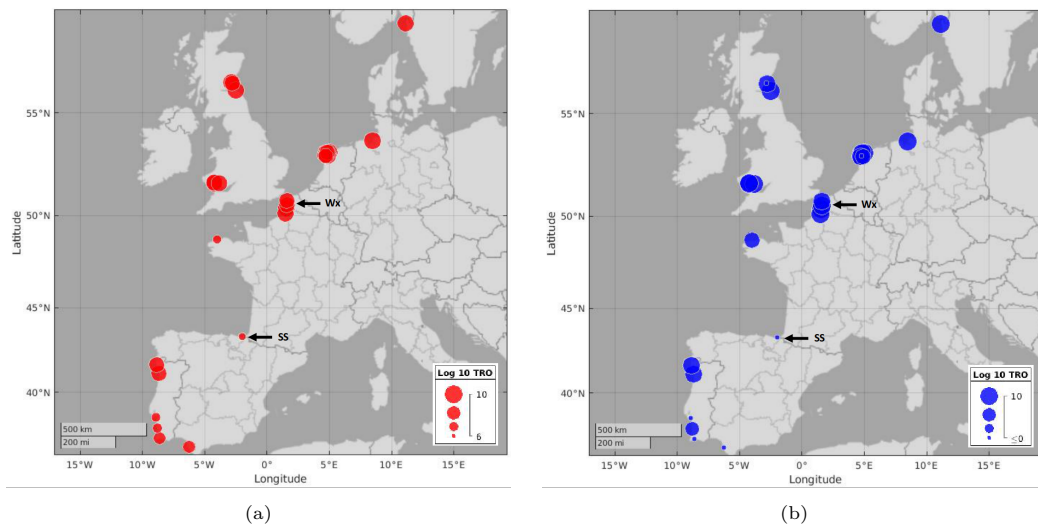 55°N
50°N
45°N
40°N
Latitude
Wx
SS
Log 10 TRO
10
6
500 km
200 mi
15°W
10°W
5°W
0°
5°E
10°E
15°E
Longitude
(a)
55°N
50°N
45°N
40°N
Latitude
Wx
SS
Log 10 TRO
10
≤0
500 km
200 mi
15°W
10°W
5°W
0°
5°E
10°E
15°E
Longitude
(b)